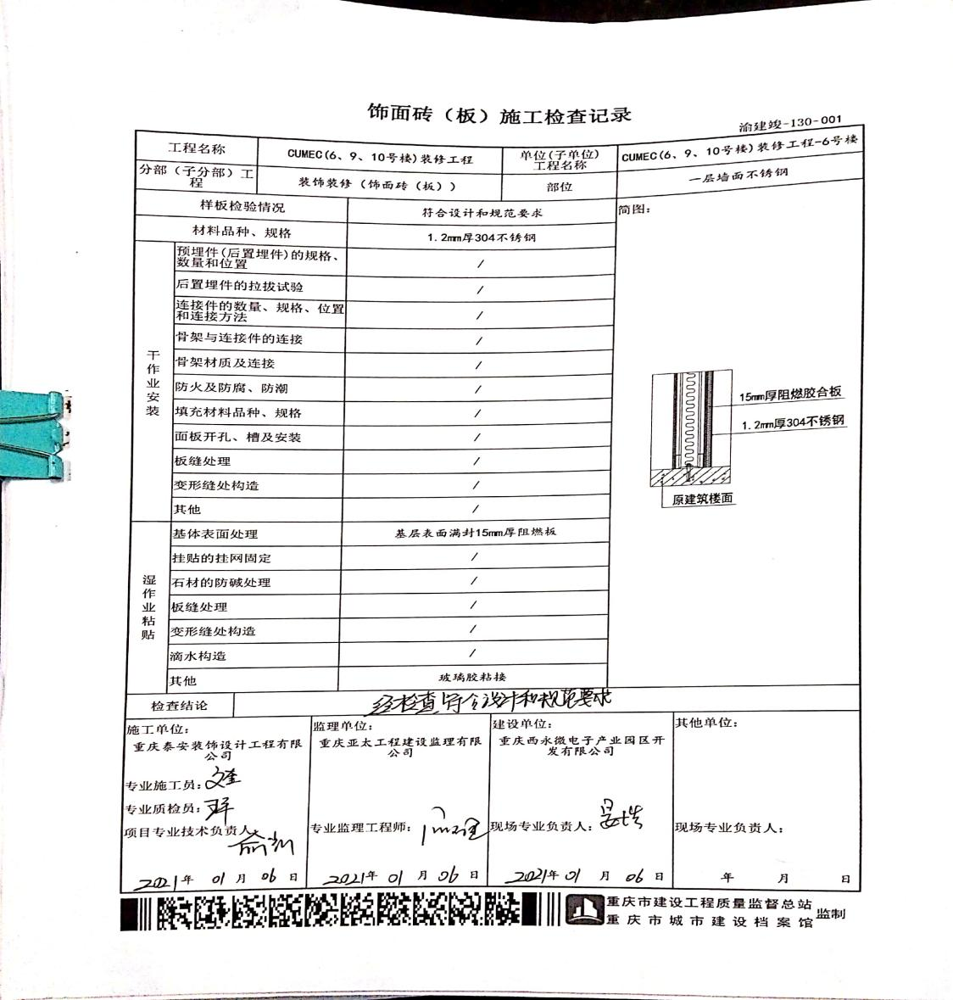 饰面砖（板）施工检查记录
渝建竣-130-001
工程名称
CUMEC(6、9、10号楼)装修工程
单位(子单位)
工程名称
CUMEC(6、9、10号楼)装修工程-6号楼
分部（子分部）工
程
装饰装修（饰面砖（板））
部位
一层墙面不锈钢
样板检验情况
符合设计和规范要求
简图：
材料品种、规格
1.2mm厚304不锈钢
干作业安装
预埋件(后置埋件)的规格、
数量和位置
/
后置埋件的拉拔试验
/
连接件的数量、规格、位置
和连接方法
/
骨架与连接件的连接
/
骨架材质及连接
/
防火及防腐、防潮
/
填充材料品种、规格
/
面板开孔、槽及安装
/
板缝处理
/
变形缝处构造
/
其他
/
15mm厚阻燃胶合板
1.2mm厚304不锈钢
原建筑楼面
湿作业粘贴
基体表面处理
基层表面满封15mm厚阻燃板
挂贴的挂网固定
/
石材的防碱处理
/
板缝处理
/
变形缝处构造
/
滴水构造
/
其他
玻璃胶粘接
检查结论
经检查符合设计和规范要求
施工单位：
重庆泰安装饰设计工程有限
公司
专业施工员：
专业质检员：
项目专业技术负责人
2021年 01月 06日
监理单位：
重庆亚太工程建设监理有限
公司
专业监理工程师：
2021年 01月 06日
建设单位：
重庆西永微电子产业园区开
发有限公司
现场专业负责人：
2021年 01月 06日
其他单位：
现场专业负责人：
年 月 日
重庆市建设工程质量监督总站
重庆市城市建设档案馆
监制